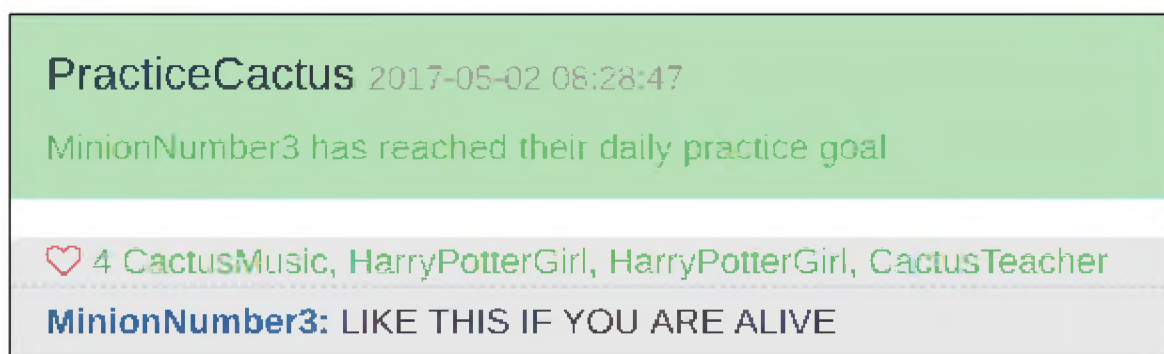 PracticeCactus 2017-05-02 08:28:47
MinionNumber3 has reached their daily practice goal
4 CactusMusic, HarryPotterGirl, HarryPotterGirl, CactusTeacher
MinionNumber3: LIKE THIS IF YOU ARE ALIVE